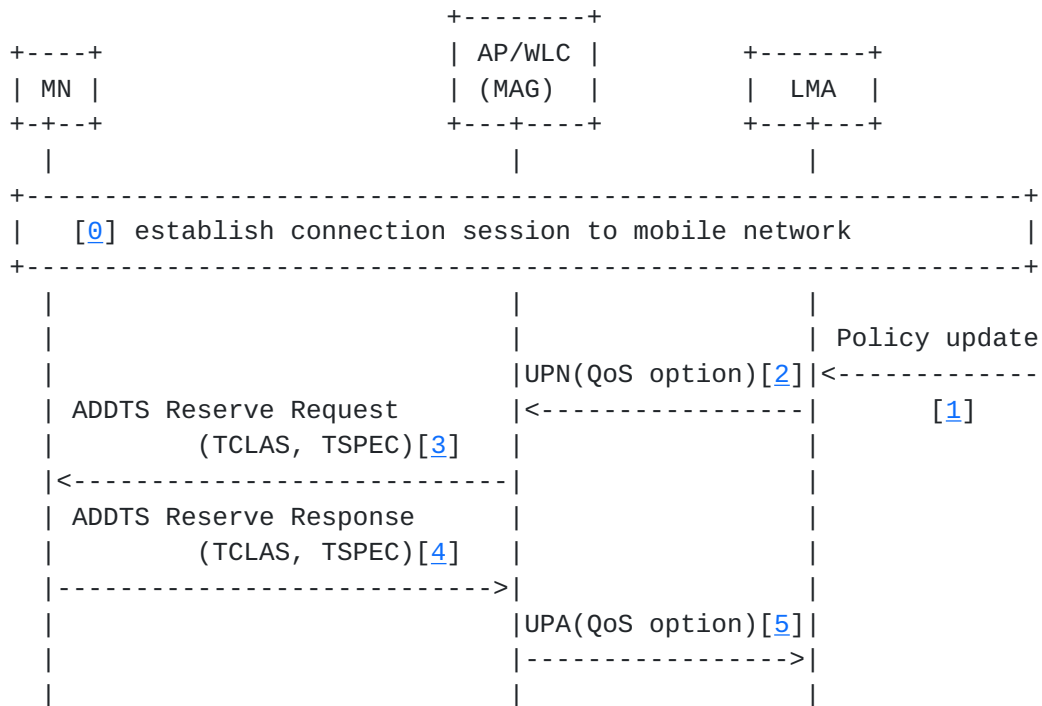 +--------+
+----+                   | AP/WLC |        +-------+
| MN |                   | (MAG)  |        |  LMA  |
+-+--+                   +---+----+        +---+---+
  |                          |                |
+---------------------------------------------------------+
|   [0] establish connection session to mobile network          |
+---------------------------------------------------------+
  |                          |                |
  |                          |                | Policy update
  |                          |UPN(QoS option)[2]|<-------------
  | ADDTS Reserve Request      |<-----------------|      [1]
  |        (TCLAS, TSPEC)[3]   |                |
  |<---------------------------|                |
  | ADDTS Reserve Response     |                |
  |        (TCLAS, TSPEC)[4]   |                |
  |--------------------------->|                |
  |                          |UPA(QoS option)[5]|
  |                          |----------------->|
  |                          |                |